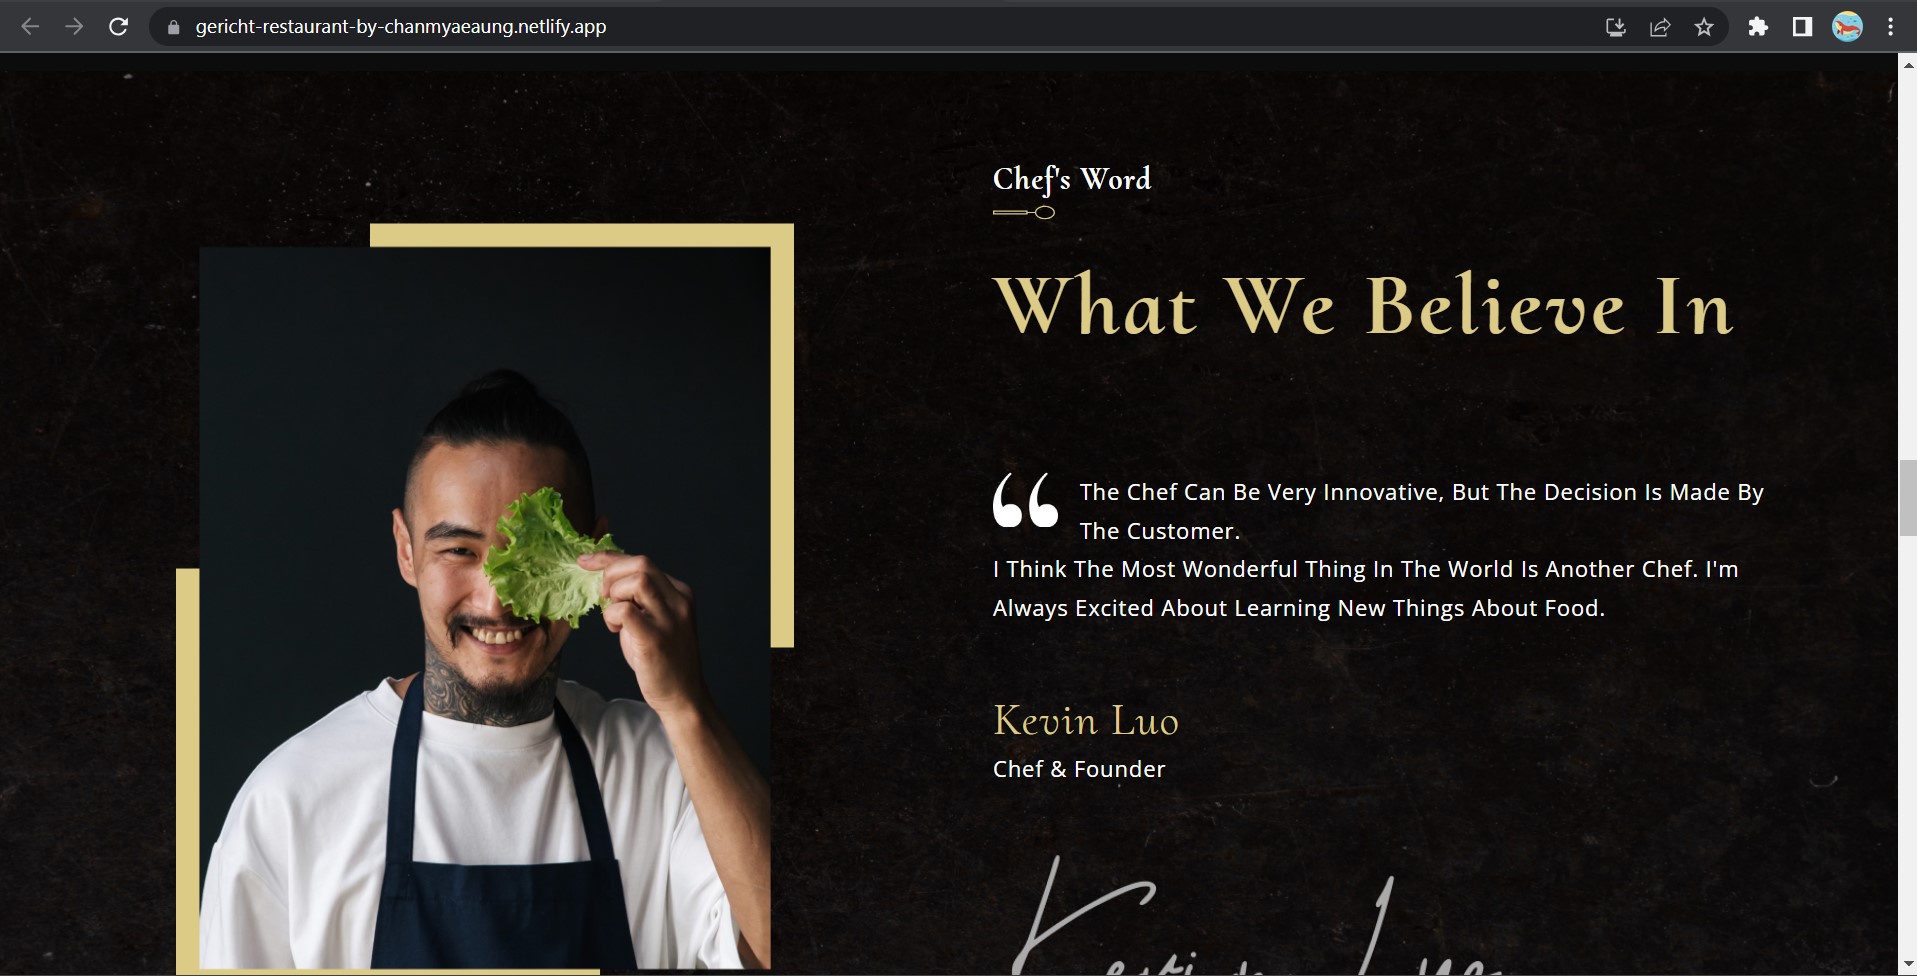 gericht-restaurant-by-chanmyaeaung.netlify.app
Chef's Word
What We Believe In
The Chef Can Be Very Innovative, But The Decision Is Made By
The Customer.
I Think The Most Wonderful Thing In The World Is Another Chef. I'm
Always Excited About Learning New Things About Food.
Kevin Luo
Chef & Founder
Kevin Luo